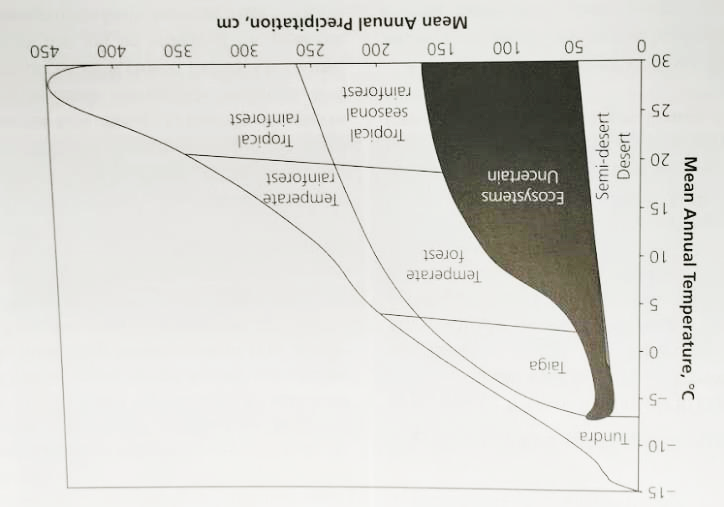 Mean Annual Precipitation, cm
450 400 350 300 250 200 150 100 50 0
30
25
20
15
10
5
0
−5
−10
−15
Mean Annual Temperature, °C
Tundra
Taiga
Temperate
forest
Temperate
rainforest
Tropical
rainforest
Tropical
seasonal
rainforest
Ecosystems
Uncertain
Semi-desert
Desert